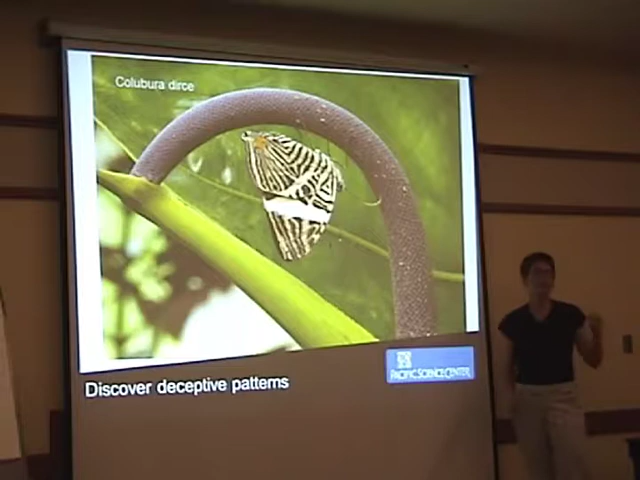 Colubura dirce
Discover deceptive patterns
PACIFIC SCIENCE CENTER